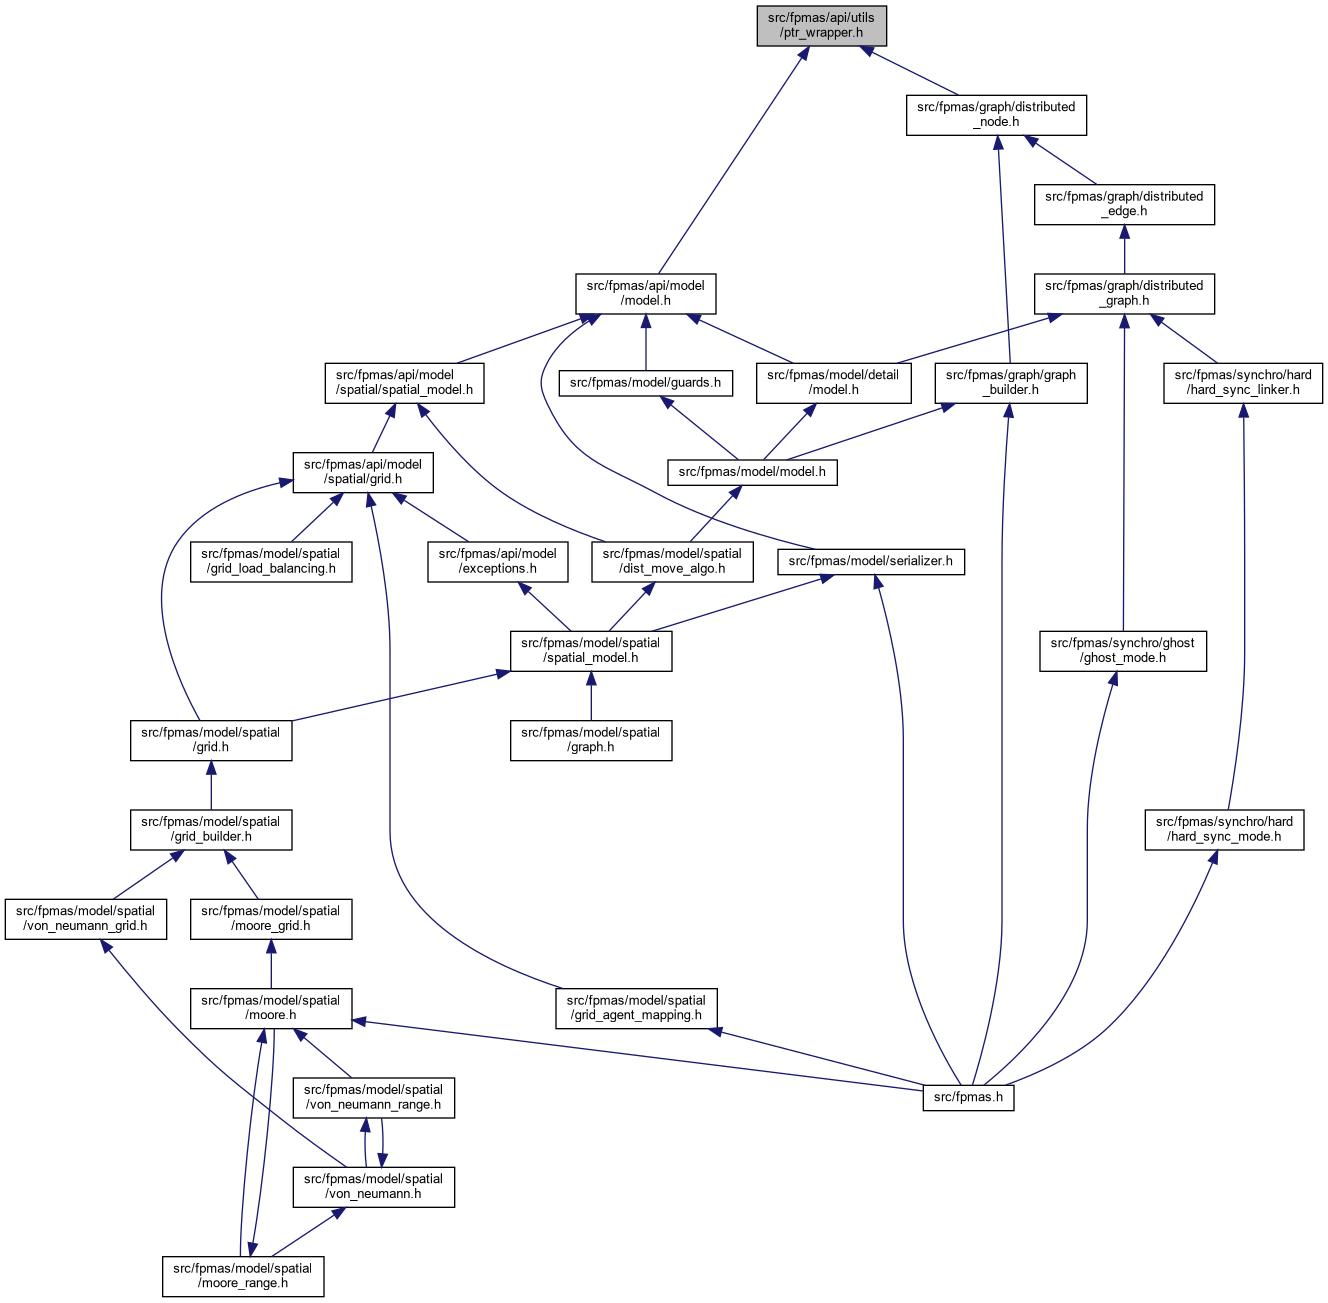 src/fpmas/api/utils
/ptr_wrapper.h
src/fpmas/graph/distributed
_node.h
src/fpmas/graph/distributed
_edge.h
src/fpmas/api/model
/model.h
src/fpmas/graph/distributed
_graph.h
src/fpmas/api/model
/spatial/spatial_model.h
src/fpmas/model/guards.h
src/fpmas/model/detail
/model.h
src/fpmas/graph/graph
_builder.h
src/fpmas/synchro/hard
/hard_sync_linker.h
src/fpmas/api/model
/spatial/grid.h
src/fpmas/model/model.h
src/fpmas/model/spatial
/grid_load_balancing.h
src/fpmas/api/model
/exceptions.h
src/fpmas/model/spatial
/dist_move_algo.h
src/fpmas/model/serializer.h
src/fpmas/model/spatial
/spatial_model.h
src/fpmas/synchro/ghost
/ghost_mode.h
src/fpmas/model/spatial
/grid.h
src/fpmas/model/spatial
/graph.h
src/fpmas/model/spatial
/grid_builder.h
src/fpmas/synchro/hard
/hard_sync_mode.h
src/fpmas/model/spatial
/von_neumann_grid.h
src/fpmas/model/spatial
/moore_grid.h
src/fpmas/model/spatial
/moore.h
src/fpmas/model/spatial
/grid_agent_mapping.h
src/fpmas/model/spatial
/von_neumann_range.h
src/fpmas.h
src/fpmas/model/spatial
/von_neumann.h
src/fpmas/model/spatial
/moore_range.h